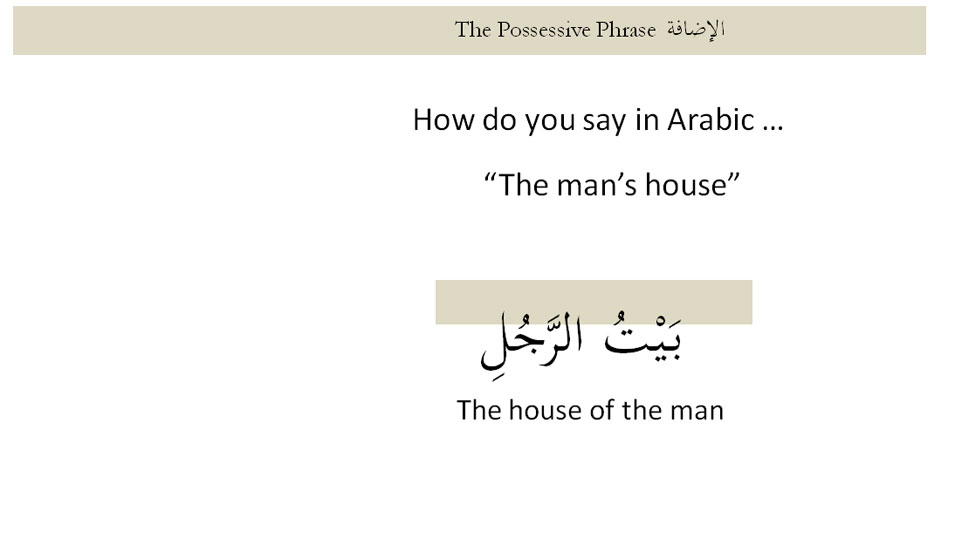 The Possessive Phrase الإضافة
How do you say in Arabic ...
“The man’s house”
بَيْتُ الرَّجُلِ
The house of the man